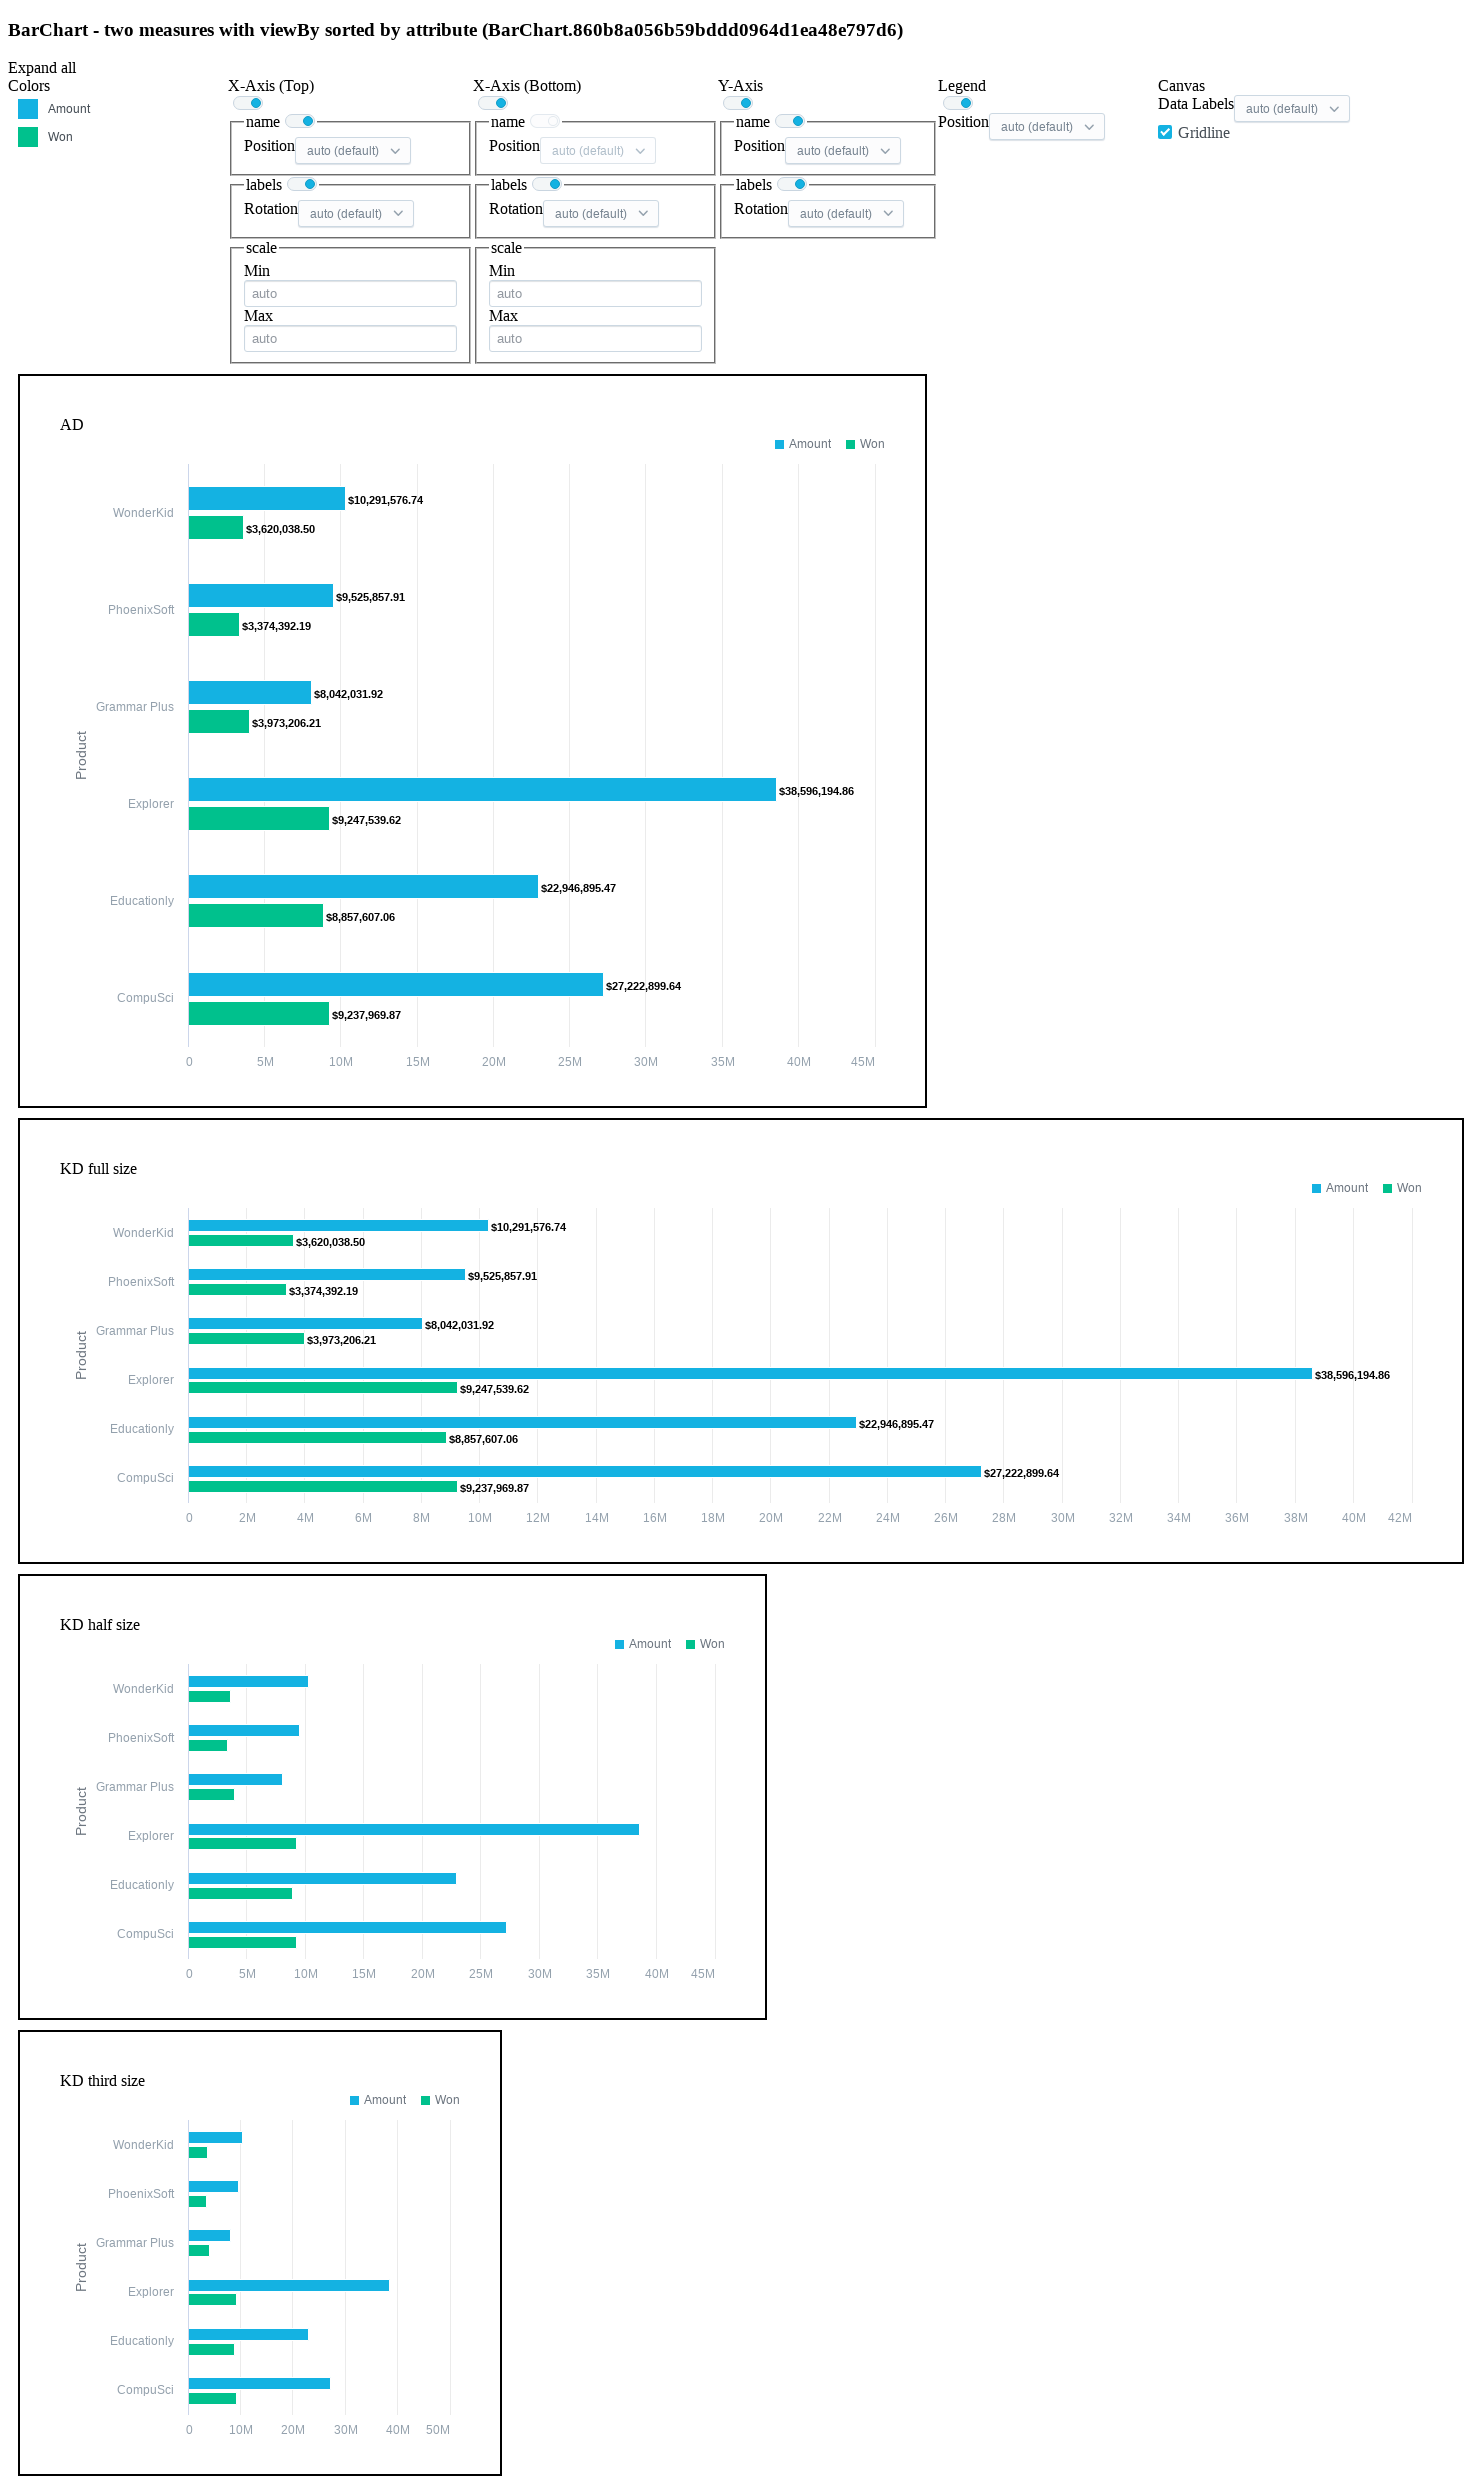 BarChart - two measures with viewBy sorted by attribute (BarChart.860b8a056b59bddd0964d1ea48e797d6)
Expand all
Colors
Amount
Won
X-Axis (Top)
name
Position auto (default)
labels
Rotation auto (default)
scale
Min
auto
Max
auto
X-Axis (Bottom)
name
Position auto (default)
labels
Rotation auto (default)
scale
Min
auto
Max
auto
Y-Axis
name
Position auto (default)
labels
Rotation auto (default)
Legend
Position auto (default)
Canvas
Data Labels auto (default)
Gridline
AD
Amount Won
WonderKid $10,291,576.74
$3,620,038.50
PhoenixSoft $9,525,857.91
$3,374,392.19
Grammar Plus $8,042,031.92
$3,973,206.21
Product
Explorer $38,596,194.86
$9,247,539.62
Educationly $22,946,895.47
$8,857,607.06
CompuSci $27,222,899.64
$9,237,969.87
0 5M 10M 15M 20M 25M 30M 35M 40M 45M
KD full size
Amount Won
WonderKid $10,291,576.74
$3,620,038.50
PhoenixSoft $9,525,857.91
$3,374,392.19
Grammar Plus $8,042,031.92
$3,973,206.21
Product
Explorer $38,596,194.86
$9,247,539.62
Educationly $22,946,895.47
$8,857,607.06
CompuSci $27,222,899.64
$9,237,969.87
0 2M 4M 6M 8M 10M 12M 14M 16M 18M 20M 22M 24M 26M 28M 30M 32M 34M 36M 38M 40M 42M
KD half size
Amount Won
WonderKid
PhoenixSoft
Grammar Plus
Product
Explorer
Educationly
CompuSci
0 5M 10M 15M 20M 25M 30M 35M 40M 45M
KD third size
Amount Won
WonderKid
PhoenixSoft
Grammar Plus
Product
Explorer
Educationly
CompuSci
0 10M 20M 30M 40M 50M